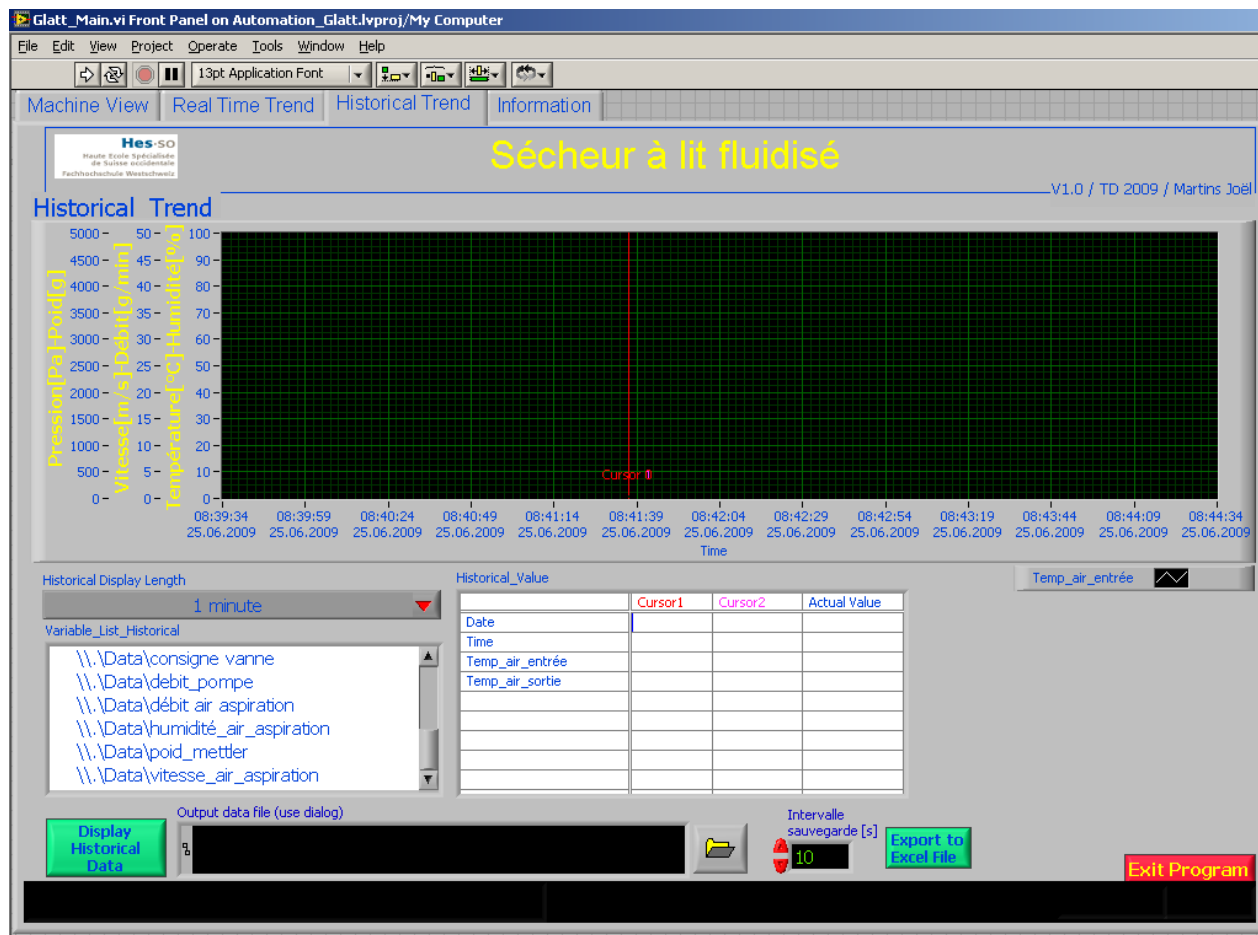 Glatt_Main.vi Front Panel on Automation_Glatt.lvproj/My Computer
File Edit View Project Operate Tools Window Help
13pt Application Font
Machine View Real Time Trend Historical Trend Information
Hes·so
Haute Ecole Spécialisée
de Suisse occidentale
Fachhochschule Westschweiz
Sécheur à lit fluidisé
V1.0 / TD 2009 / Martins Joël
Historical Trend
Pression[Pa]-Poid[g]
Vitesse[m/s]-Débit[g/min]
Température[°C]-Humidité[%]
5000 50 100
4500 45 90
4000 40 80
3500 35 70
3000 30 60
2500 25 50
2000 20 40
1500 15 30
1000 10 20
500 5 10
0 0 0
Cursor
08:39:34 08:39:59 08:40:24 08:40:49 08:41:14 08:41:39 08:42:04 08:42:29 08:42:54 08:43:19 08:43:44 08:44:09 08:44:34
25.06.2009 25.06.2009 25.06.2009 25.06.2009 25.06.2009 25.06.2009 25.06.2009 25.06.2009 25.06.2009 25.06.2009 25.06.2009 25.06.2009 25.06.2009
Time
Historical Display Length
1 minute
Variable_List_Historical
\\.\Data\consigne vanne
\\.\Data\debit_pompe
\\.\Data\débit air aspiration
\\.\Data\humidité_air_aspiration
\\.\Data\poid_mettler
\\.\Data\vitesse_air_aspiration
Historical_Value
Cursor1 Cursor2 Actual Value
Date
Time
Temp_air_entrée
Temp_air_sortie
Temp_air_entrée
Display
Historical
Data
Output data file (use dialog)
Intervalle
sauvegarde [s]
10
Export to
Excel File
Exit Program